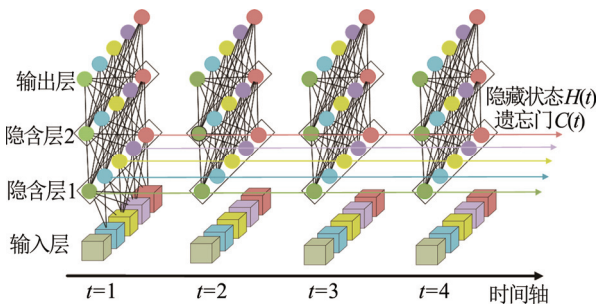 输出层
隐含层2
隐含层1
输入层
隐藏状态H(t)
遗忘门C(t)
t=1
t=2
t=3
t=4
时间轴